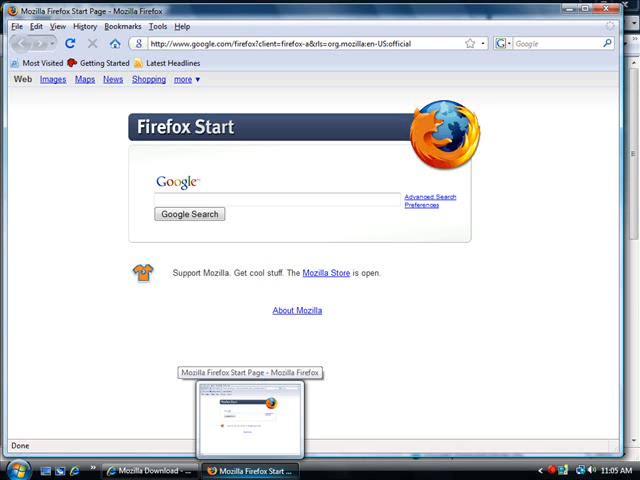 Mozilla Firefox Start Page - Mozilla Firefox
File Edit View History Bookmarks Tools Help
http://www.google.com/firefox?client=firefox-a&rls=org.mozilla:en-US:official
Google
Most Visited Getting Started Latest Headlines
Web Images Maps News Shopping more ▼
Firefox Start
Google™
Advanced Search
Preferences
Google Search
Support Mozilla. Get cool stuff. The Mozilla Store is open.
About Mozilla
Mozilla Firefox Start Page - Mozilla Firefox
Done
Mozilla Download - ...
Mozilla Firefox Start ...
11:05 AM